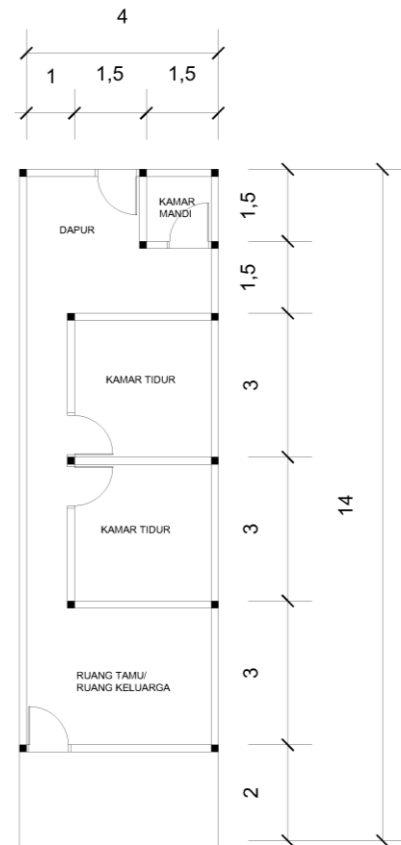 4
1
1,5
1,5
KAMAR
MANDI
DAPUR
1,5
1,5
KAMAR TIDUR
3
14
KAMAR TIDUR
3
RUANG TAMU/
RUANG KELUARGA
3
2